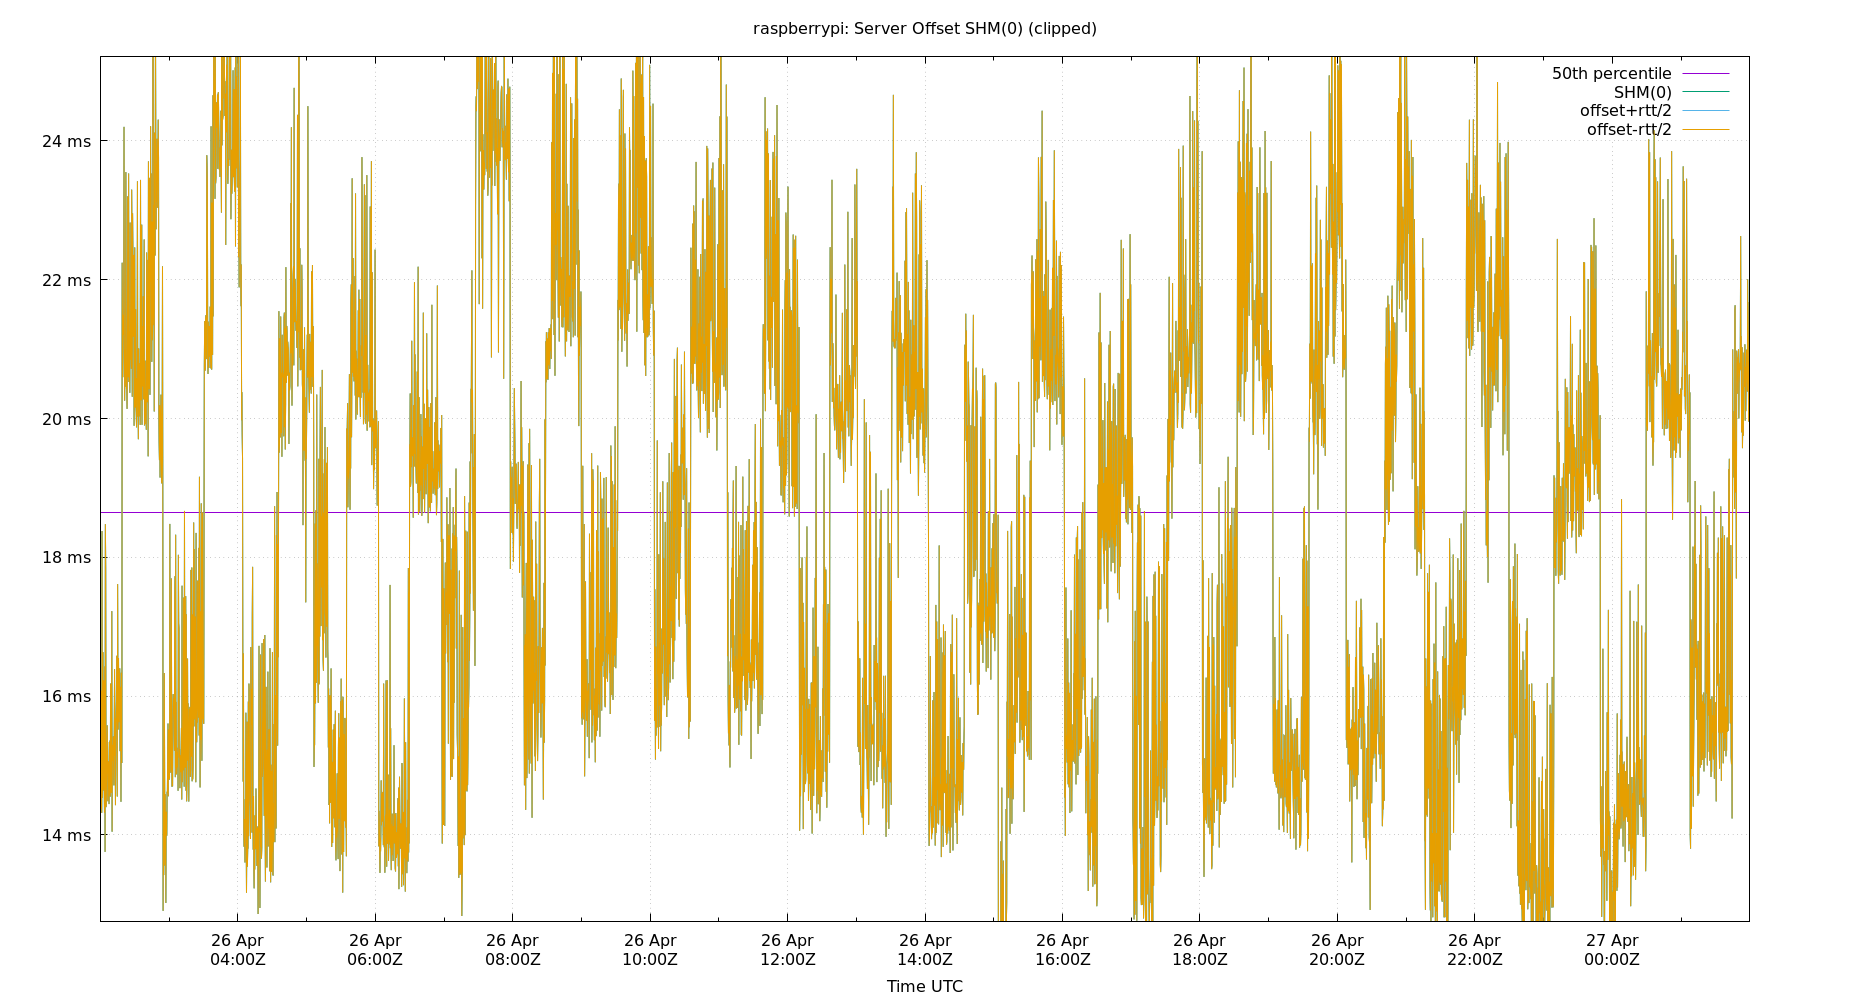 raspberrypi: Server Offset SHM(0) (clipped)
50th percentile
SHM(0)
offset+rtt/2
offset-rtt/2
24 ms
22 ms
20 ms
18 ms
16 ms
14 ms
26 Apr 26 Apr 26 Apr 26 Apr 26 Apr 26 Apr 26 Apr 26 Apr 26 Apr 26 Apr 27 Apr
04:00Z 06:00Z 08:00Z 10:00Z 12:00Z 14:00Z 16:00Z 18:00Z 20:00Z 22:00Z 00:00Z
Time UTC